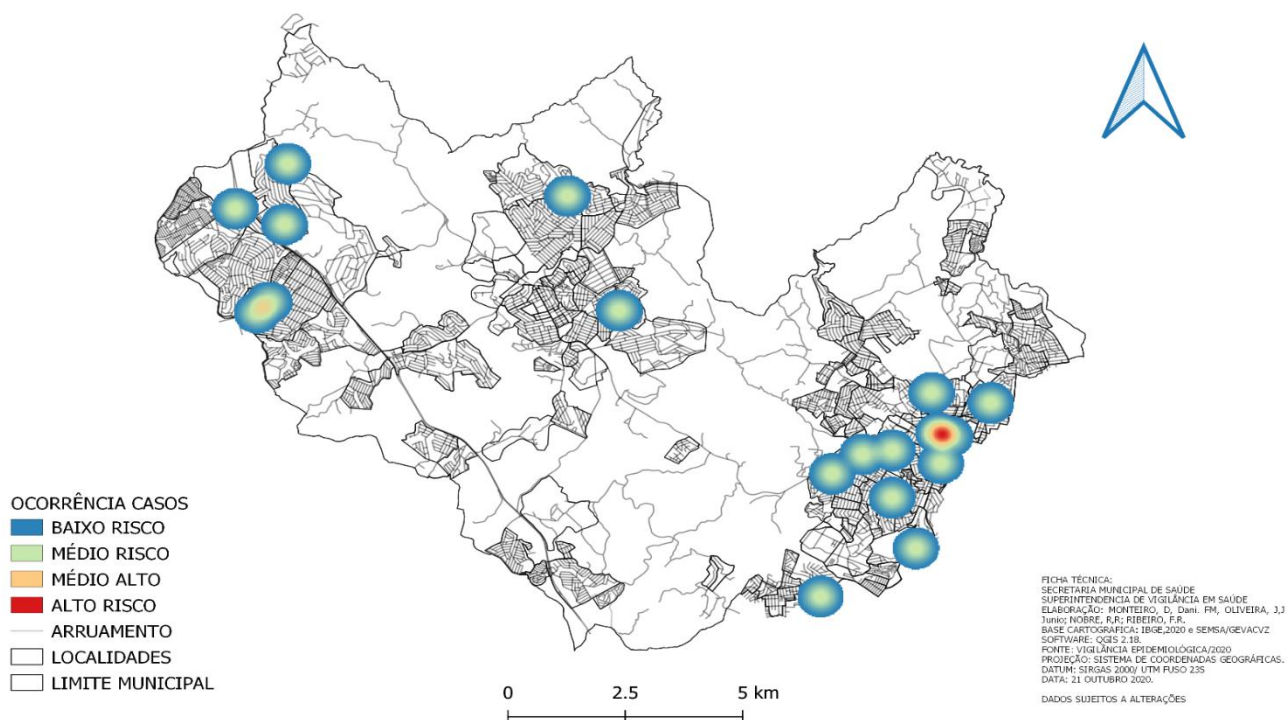 OCORRÊNCIA CASOS
BAIXO RISCO
MÉDIO RISCO
MÉDIO ALTO
ALTO RISCO
ARRUAMENTO
LOCALIDADES
LIMITE MUNICIPAL
0 2.5 5 km
FICHA TÉCNICA:
SECRETARIA MUNICIPAL DE SAÚDE
SUPERINTENDENCIA DE VIGILÂNCIA EM SAÚDE
ELABORAÇÃO: MONTEIRO, D, Dani. FM, OLIVEIRA, J,J
Junio; NOBRE, R,R; RIBEIRO, F.R.
BASE CARTOGRAFICA: IBGE,2020 e SEMSA/GEVACVZ
SOFTWARE: QGIS 2.18.
FONTE: VIGILÂNCIA EPIDEMIOLÓGICA/2020
PROJEÇÃO: SISTEMA DE COORDENADAS GEOGRÁFICAS.
DATUM: SIRGAS 2000/ UTM FUSO 23S
DATA: 21 OUTUBRO 2020.
DADOS SUJEITOS A ALTERAÇÕES